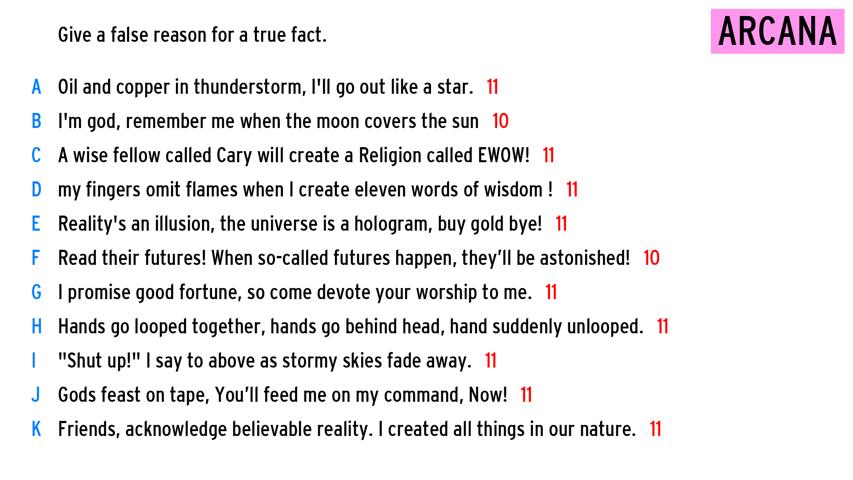 Give a false reason for a true fact.
ARCANA
A Oil and copper in thunderstorm, I'll go out like a star. 11
B I'm god, remember me when the moon covers the sun 10
C A wise fellow called Cary will create a Religion called EWOW! 11
D my fingers omit flames when I create eleven words of wisdom ! 11
E Reality's an illusion, the universe is a hologram, buy gold bye! 11
F Read their futures! When so-called futures happen, they’ll be astonished! 10
G I promise good fortune, so come devote your worship to me. 11
H Hands go looped together, hands go behind head, hand suddenly unlooped. 11
I "Shut up!" I say to above as stormy skies fade away. 11
J Gods feast on tape, You’ll feed me on my command, Now! 11
K Friends, acknowledge believable reality. I created all things in our nature. 11